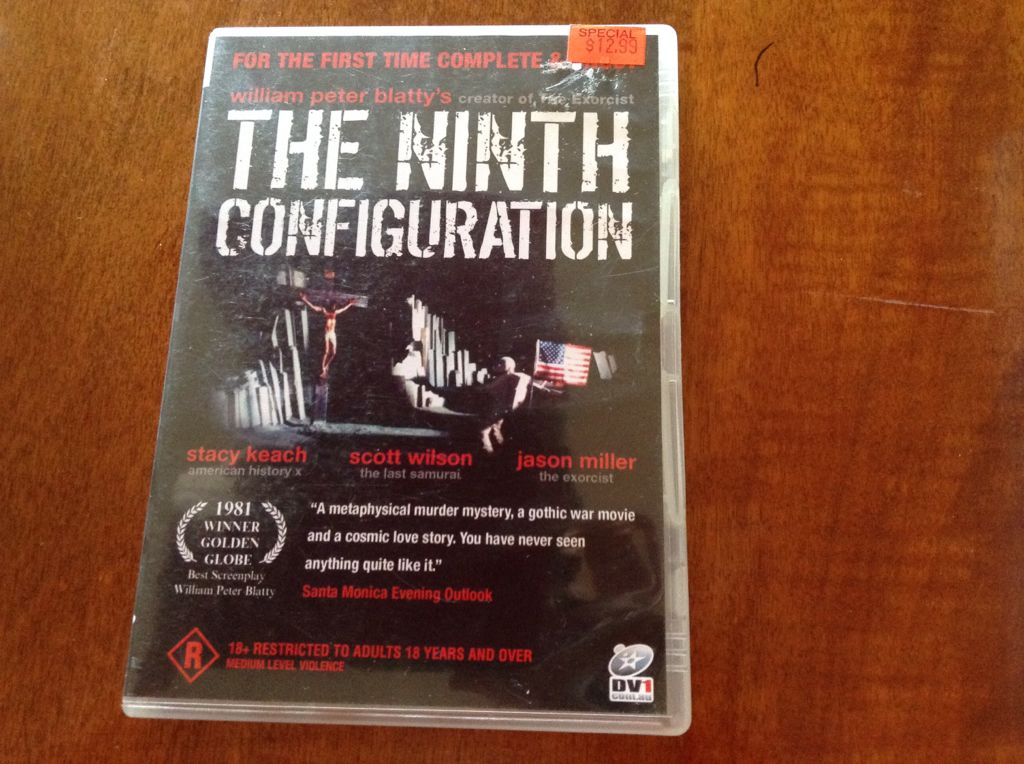 SPECIAL
$12.99
FOR THE FIRST TIME COMPLETE &
william peter blatty's creator of The Exorcist
THE NINTH
CONFIGURATION
stacy keach scott wilson jason miller
american history x the last samurai the exorcist
1981
WINNER
GOLDEN
GLOBE
Best Screenplay
William Peter Blatty
"A metaphysical murder mystery, a gothic war movie
and a cosmic love story. You have never seen
anything quite like it."
Santa Monica Evening Outlook
R
18+ RESTRICTED TO ADULTS 18 YEARS AND OVER
MEDIUM LEVEL VIOLENCE
DV1
com.au